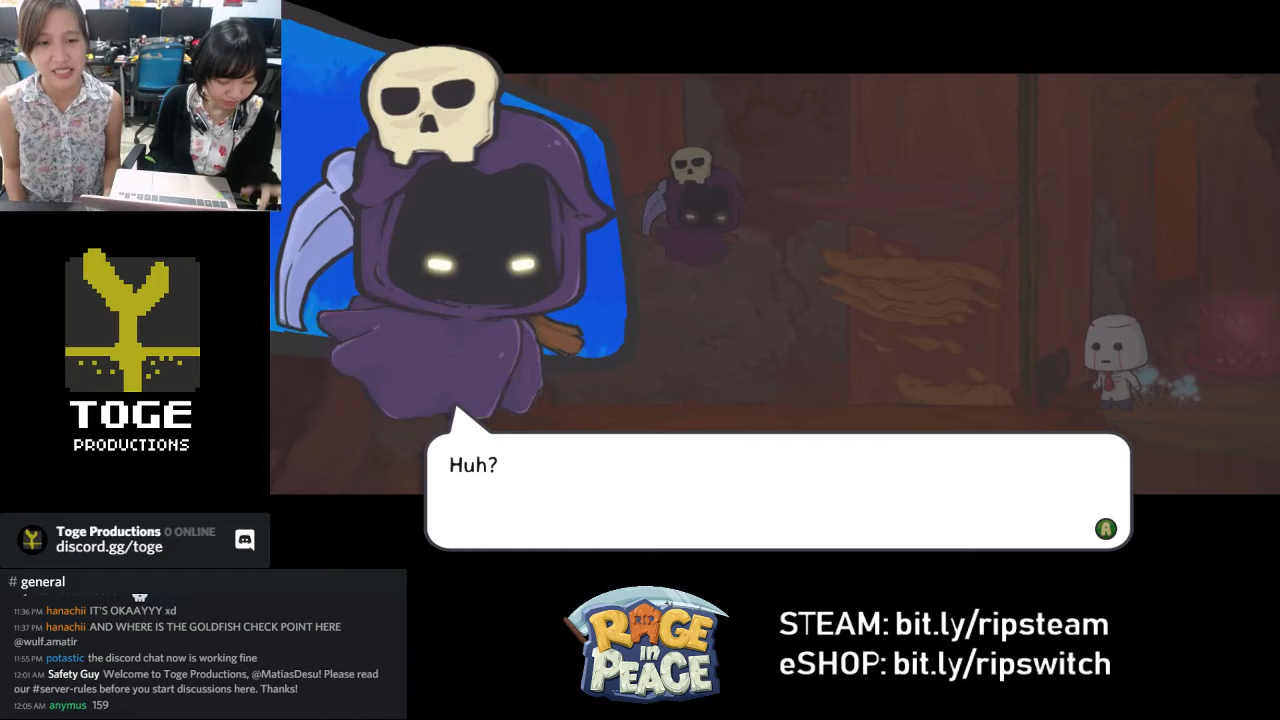 Huh?
A
TOGE
PRODUCTIONS
Toge Productions 0 ONLINE
discord.gg/toge
# general
11:36 PM hanachii IT'S OKAAYYY xd
11:37 PM hanachii AND WHERE IS THE GOLDFISH CHECK POINT HERE
@wulf.amatir
11:55 PM potastic the discord chat now is working fine
12:01 AM Safety Guy Welcome to Toge Productions, @MatiasDesu! Please read
our #server-rules before you start discussions here. Thanks!
12:05 AM anymus 159
RIP
RAGE
in
PEACE
STEAM: bit.ly/ripsteam
eSHOP: bit.ly/ripswitch